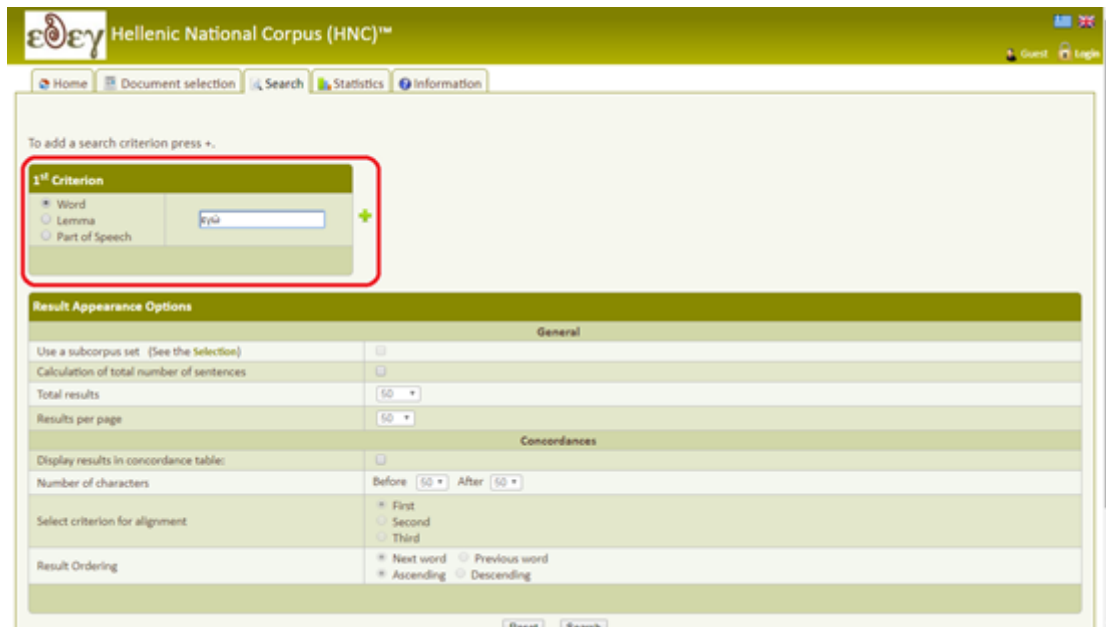 εθεγ Hellenic National Corpus (HNC)™
Guest Login
Home Document selection Search Statistics Information
To add a search criterion press +.
1st Criterion
Word
Lemma
Part of Speech
εγώ
Result Appearance Options
General
Use a subcorpus set (See the Selection)
Calculation of total number of sentences
Total results 50
Results per page 50
Concordances
Display results in concordance table:
Number of characters Before 50 After 50
Select criterion for alignment
First
Second
Third
Result Ordering
Next word Previous word
Ascending Descending
Reset Search